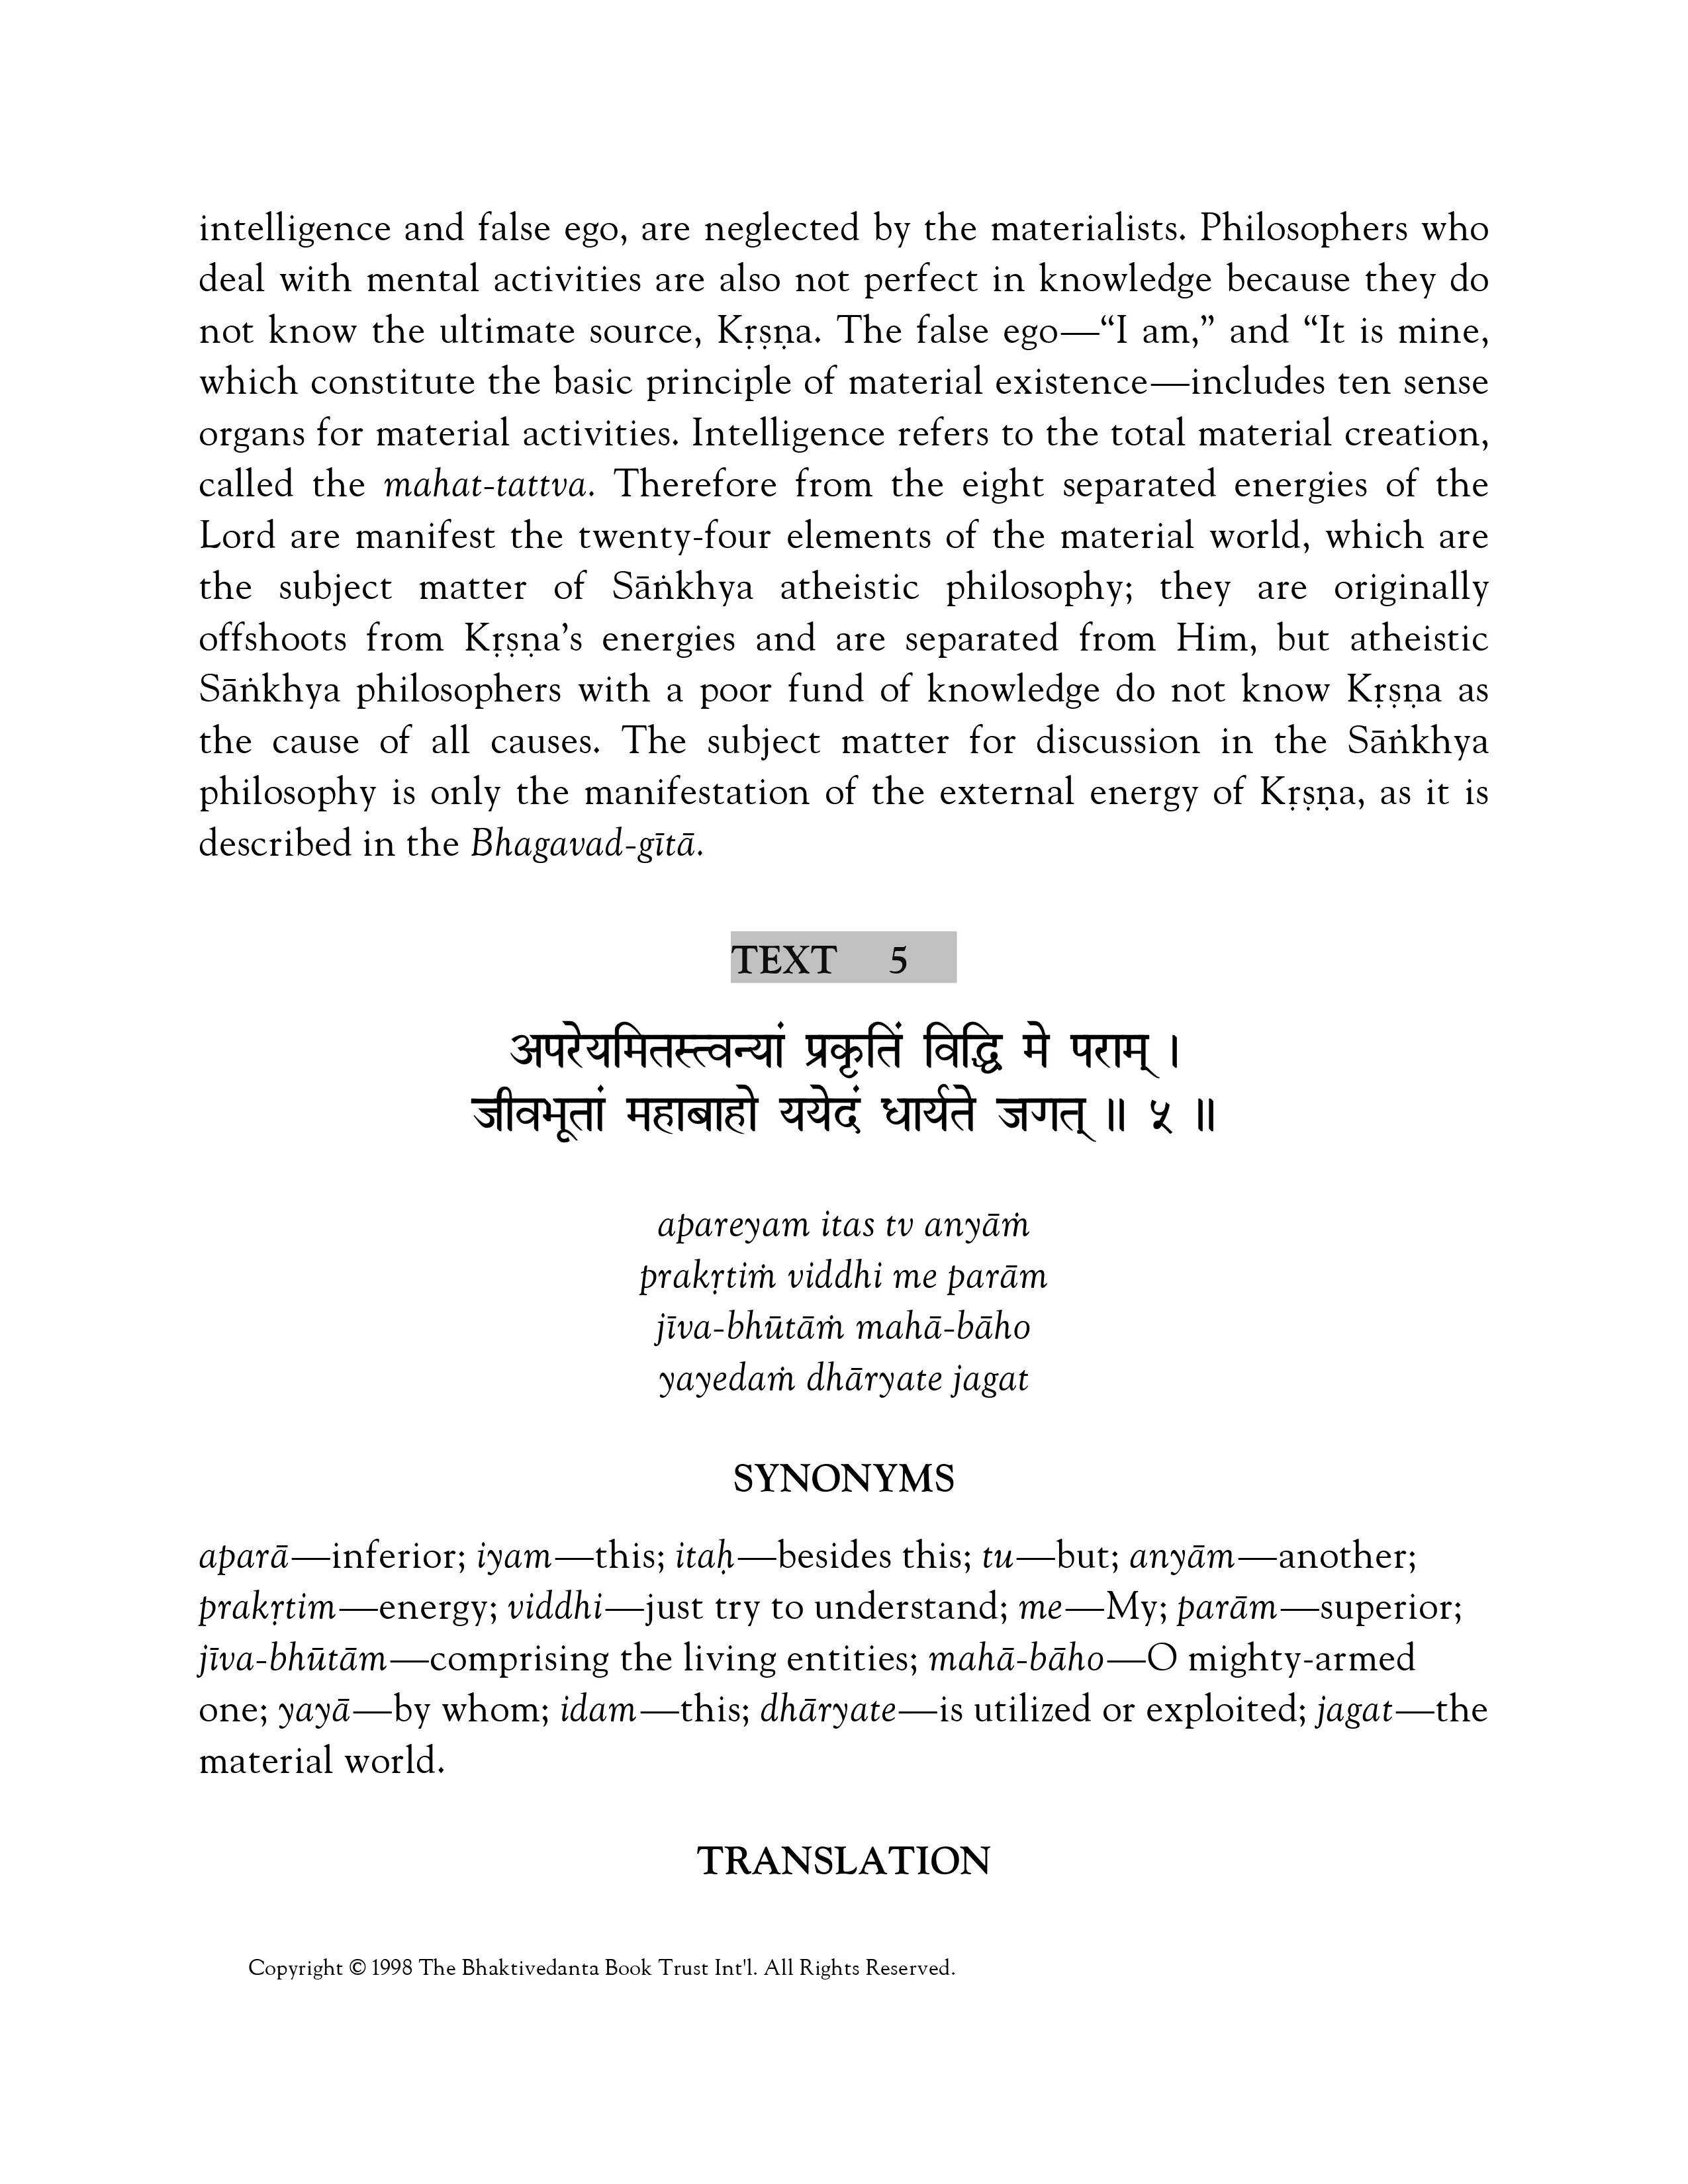 intelligence and false ego, are neglected by the materialists. Philosophers who
deal with mental activities are also not perfect in knowledge because they do
not know the ultimate source, Kṛṣṇa. The false ego—“I am,” and “It is mine,
which constitute the basic principle of material existence—includes ten sense
organs for material activities. Intelligence refers to the total material creation,
called the mahat-tattva. Therefore from the eight separated energies of the
Lord are manifest the twenty-four elements of the material world, which are
the subject matter of Sāṅkhya atheistic philosophy; they are originally
offshoots from Kṛṣṇa’s energies and are separated from Him, but atheistic
Sāṅkhya philosophers with a poor fund of knowledge do not know Kṛṣṇa as
the cause of all causes. The subject matter for discussion in the Sāṅkhya
philosophy is only the manifestation of the external energy of Kṛṣṇa, as it is
described in the Bhagavad-gītā.
TEXT 5
अपरेयमितस्त्वन्यां प्रकृतिं विद्धि मे पराम् ।
जीवभूतां महाबाहो ययेदं धार्यते जगत् ॥ ५ ॥
apareyam itas tv anyāṁ
prakṛtiṁ viddhi me parām
jīva-bhūtāṁ mahā-bāho
yayedaṁ dhāryate jagat
SYNONYMS
aparā—inferior; iyam—this; itaḥ—besides this; tu—but; anyām—another;
prakṛtim—energy; viddhi—just try to understand; me—My; parām—superior;
jīva-bhūtām—comprising the living entities; mahā-bāho—O mighty-armed
one; yayā—by whom; idam—this; dhāryate—is utilized or exploited; jagat—the
material world.
TRANSLATION
Copyright © 1998 The Bhaktivedanta Book Trust Int'l. All Rights Reserved.